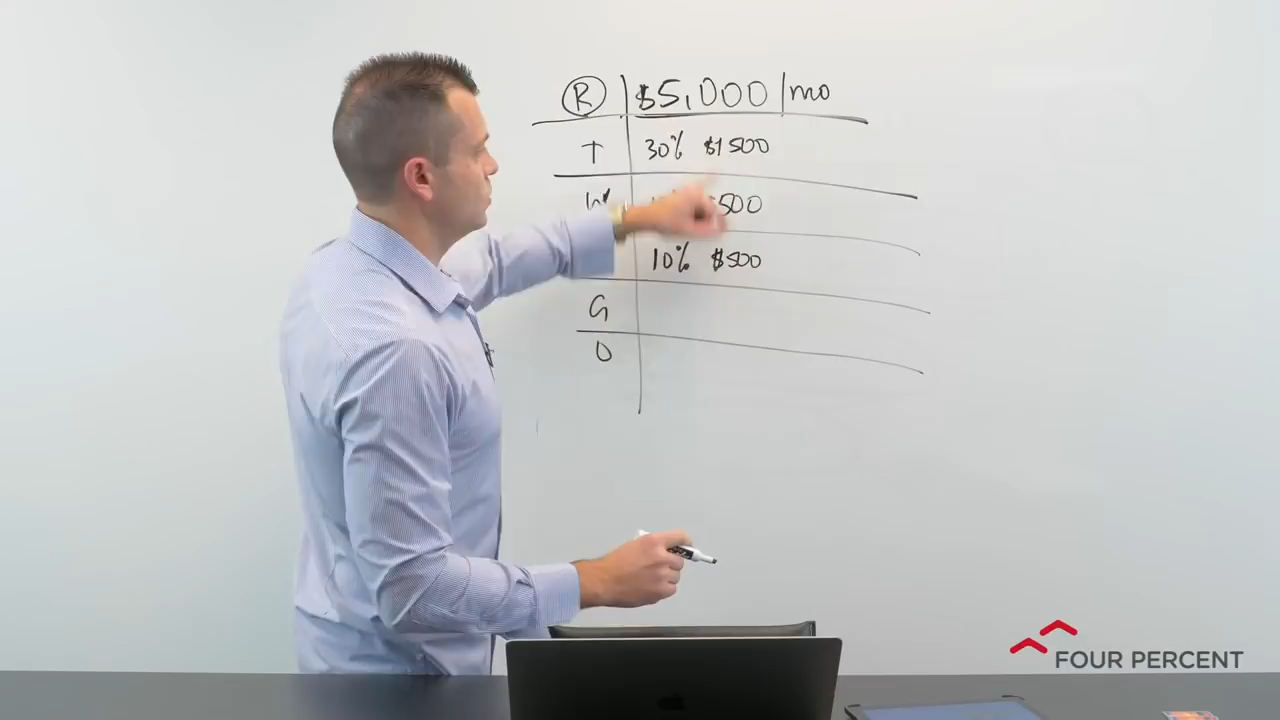 R $5,000 /mo
T 30% $1500
$500
10% $500
G
O
FOUR PERCENT